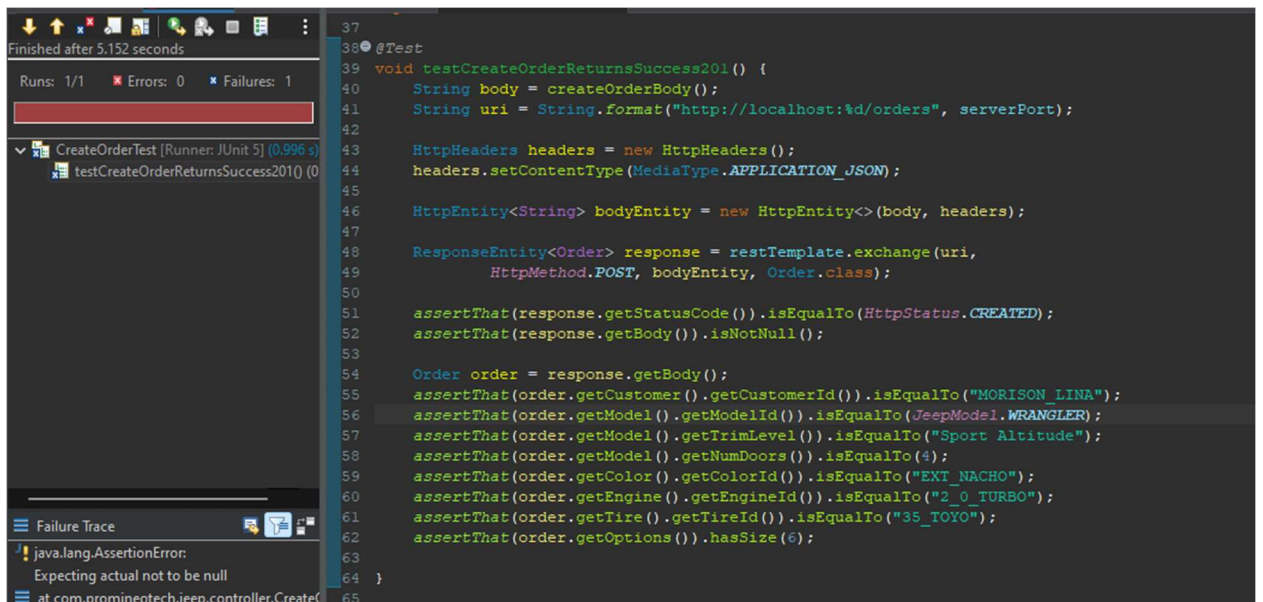 Finished after 5.152 seconds
Runs: 1/1 Errors: 0 Failures: 1
CreateOrderTest [Runner: JUnit 5] (0.996 s)
testCreateOrderReturnsSuccess201() (0
Failure Trace
java.lang.AssertionError:
Expecting actual not to be null
at com.promineotech.jeep.controller.CreateO
37
38 @Test
39 void testCreateOrderReturnsSuccess201() {
40 String body = createOrderBody();
41 String uri = String.format("http://localhost:%d/orders", serverPort);
42
43 HttpHeaders headers = new HttpHeaders();
44 headers.setContentType(MediaType.APPLICATION_JSON);
45
46 HttpEntity<String> bodyEntity = new HttpEntity<>(body, headers);
47
48 ResponseEntity<Order> response = restTemplate.exchange(uri,
49 HttpMethod.POST, bodyEntity, Order.class);
50
51 assertThat(response.getStatusCode()).isEqualTo(HttpStatus.CREATED);
52 assertThat(response.getBody()).isNotNull();
53
54 Order order = response.getBody();
55 assertThat(order.getCustomer().getCustomerId()).isEqualTo("MORISON_LINA");
56 assertThat(order.getModel().getModelId()).isEqualTo(JeepModel.WRANGLER);
57 assertThat(order.getModel().getTrimLevel()).isEqualTo("Sport Altitude");
58 assertThat(order.getModel().getNumDoors()).isEqualTo(4);
59 assertThat(order.getColor().getColorId()).isEqualTo("EXT_NACHO");
60 assertThat(order.getEngine().getEngineId()).isEqualTo("2_0_TURBO");
61 assertThat(order.getTire().getTireId()).isEqualTo("35_TOYO");
62 assertThat(order.getOptions()).hasSize(6);
63
64 }
65